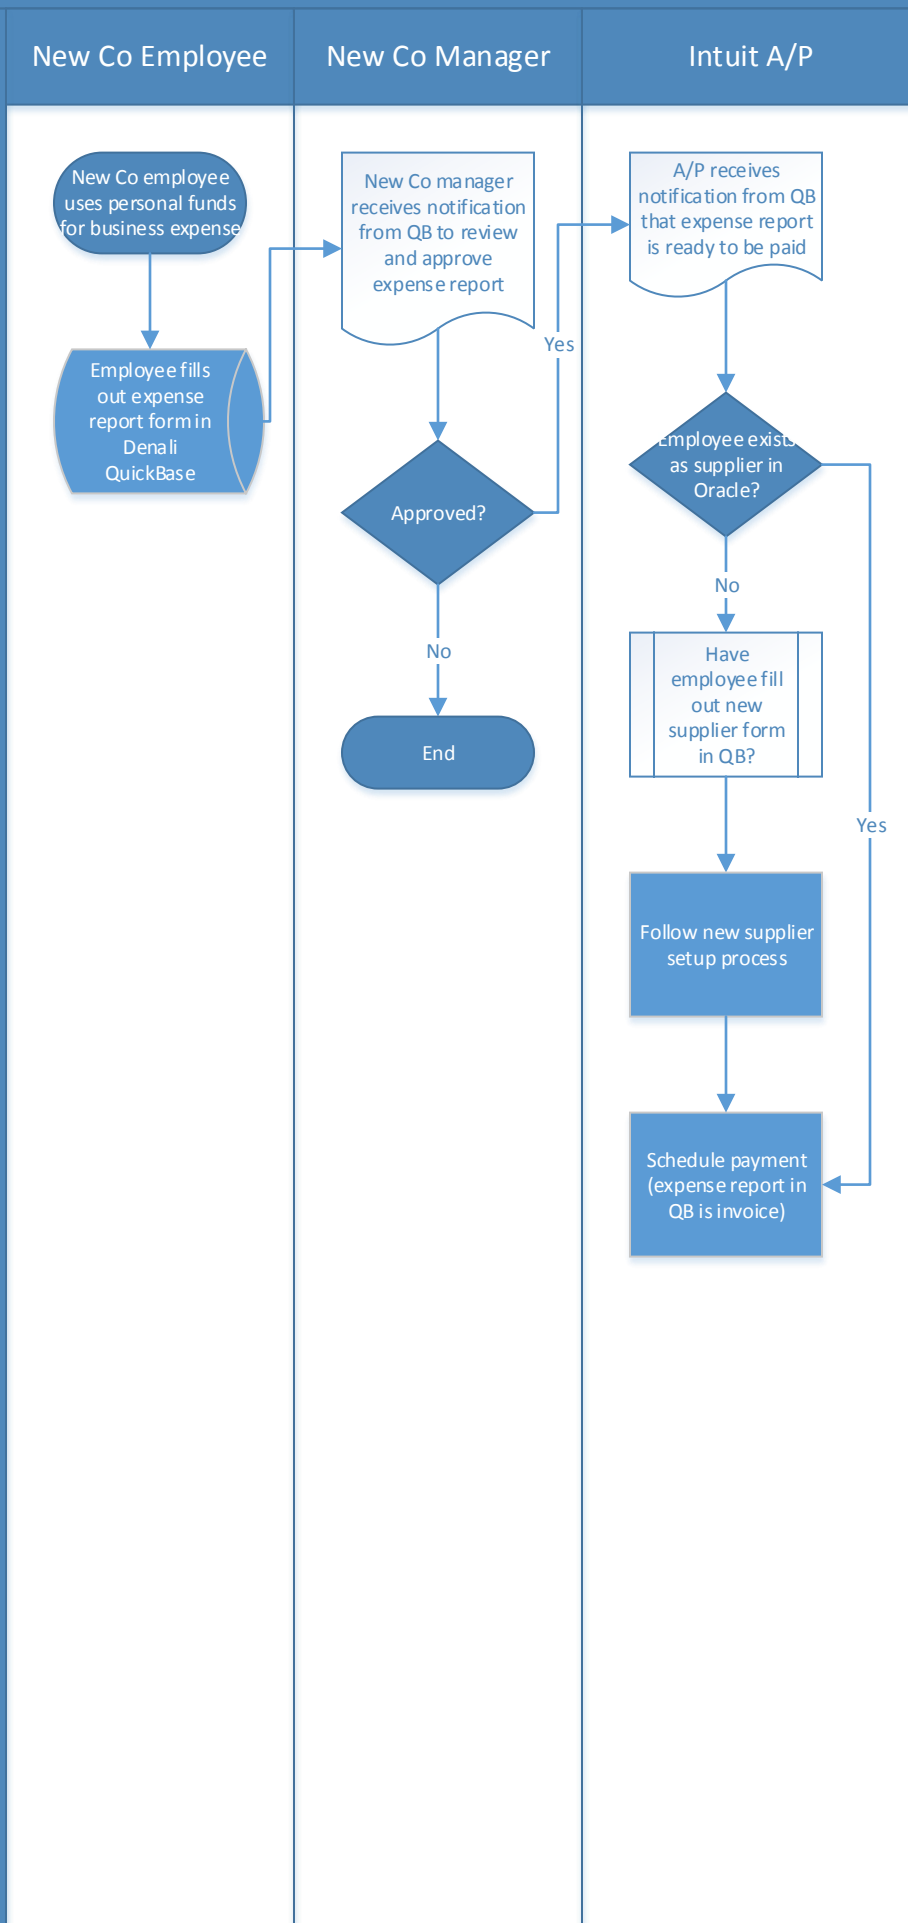 New Co Employee
New Co Manager
Intuit A/P
New Co employee
uses personal funds
for business expense
Employee fills
out expense
report form in
Denali
QuickBase
New Co manager
receives notification
from QB to review
and approve
expense report
Yes
Approved?
No
End
A/P receives
notification from QB
that expense report
is ready to be paid
Employee exists
as supplier in
Oracle?
No
Have
employee fill
out new
supplier form
in QB?
Yes
Follow new supplier
setup process
Schedule payment
(expense report in
QB is invoice)